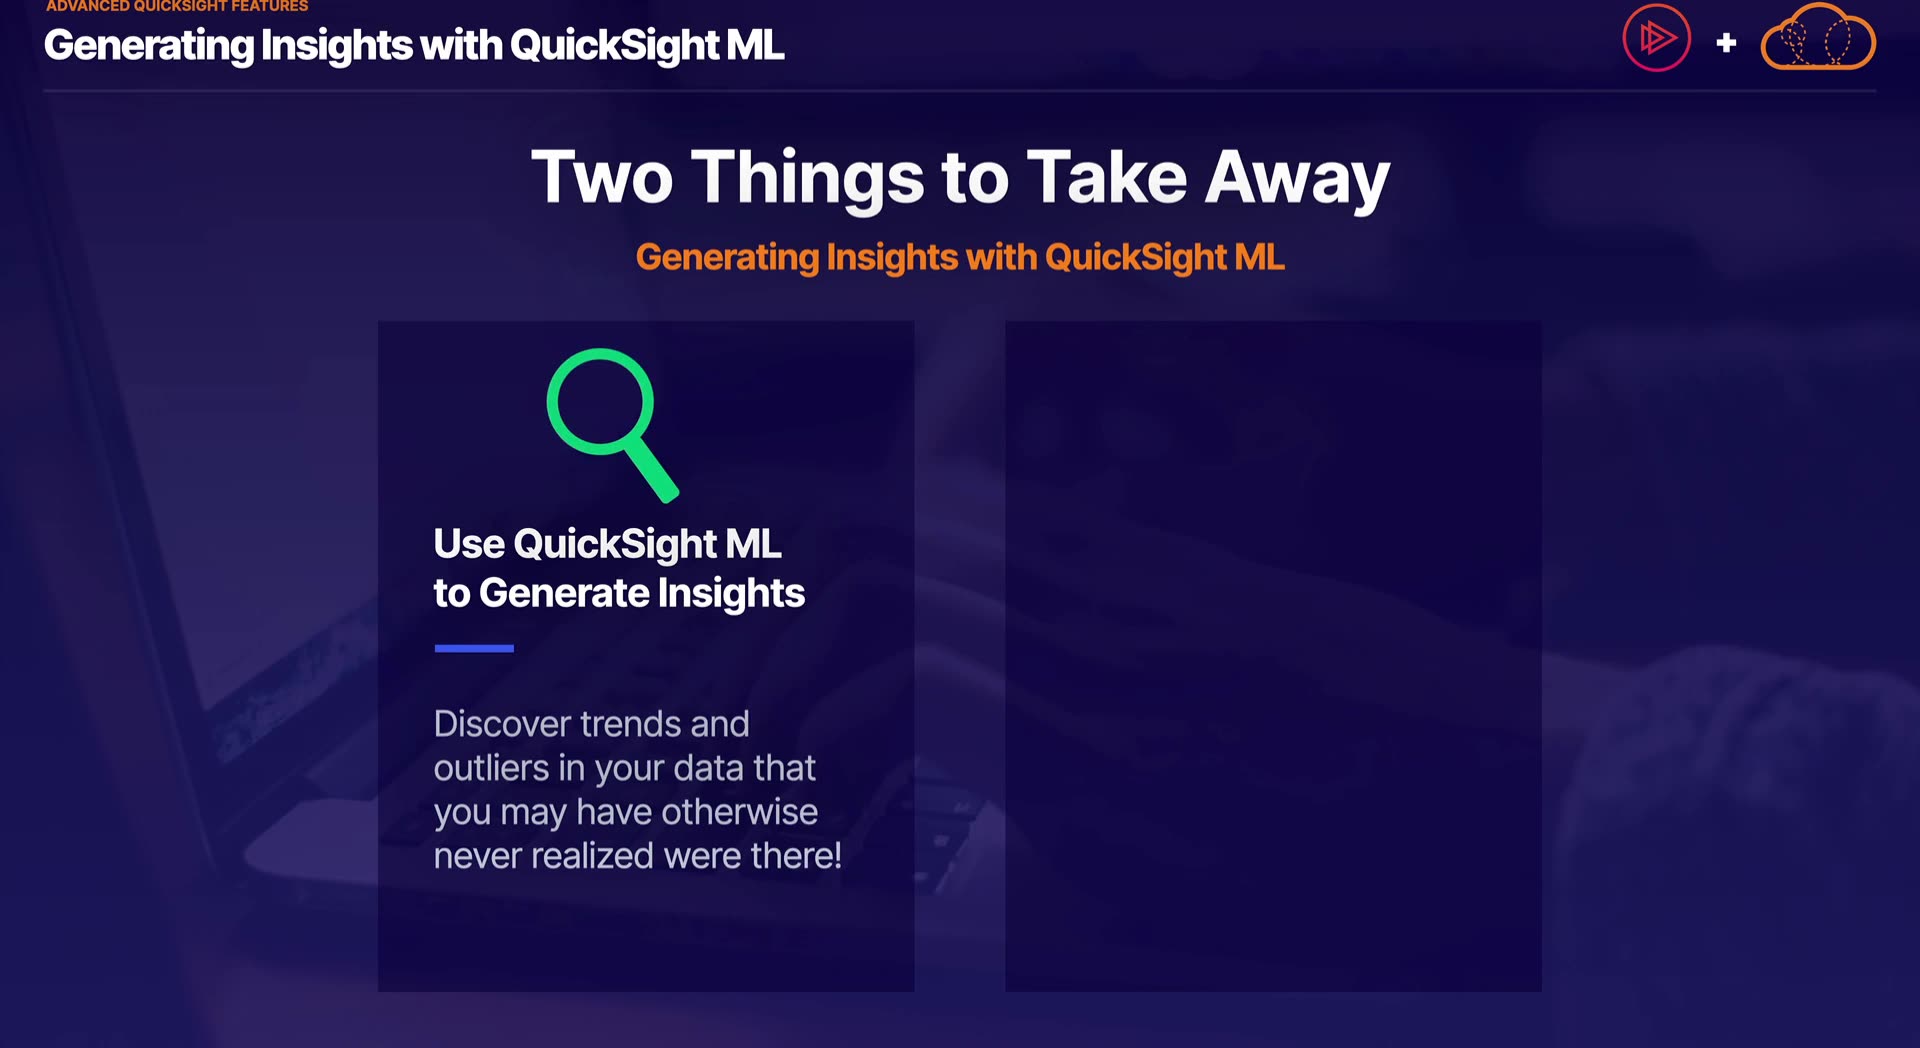 ADVANCED QUICKSIGHT FEATURES
Generating Insights with QuickSight ML
Two Things to Take Away
Generating Insights with QuickSight ML
Use QuickSight ML
to Generate Insights
Discover trends and
outliers in your data that
you may have otherwise
never realized were there!